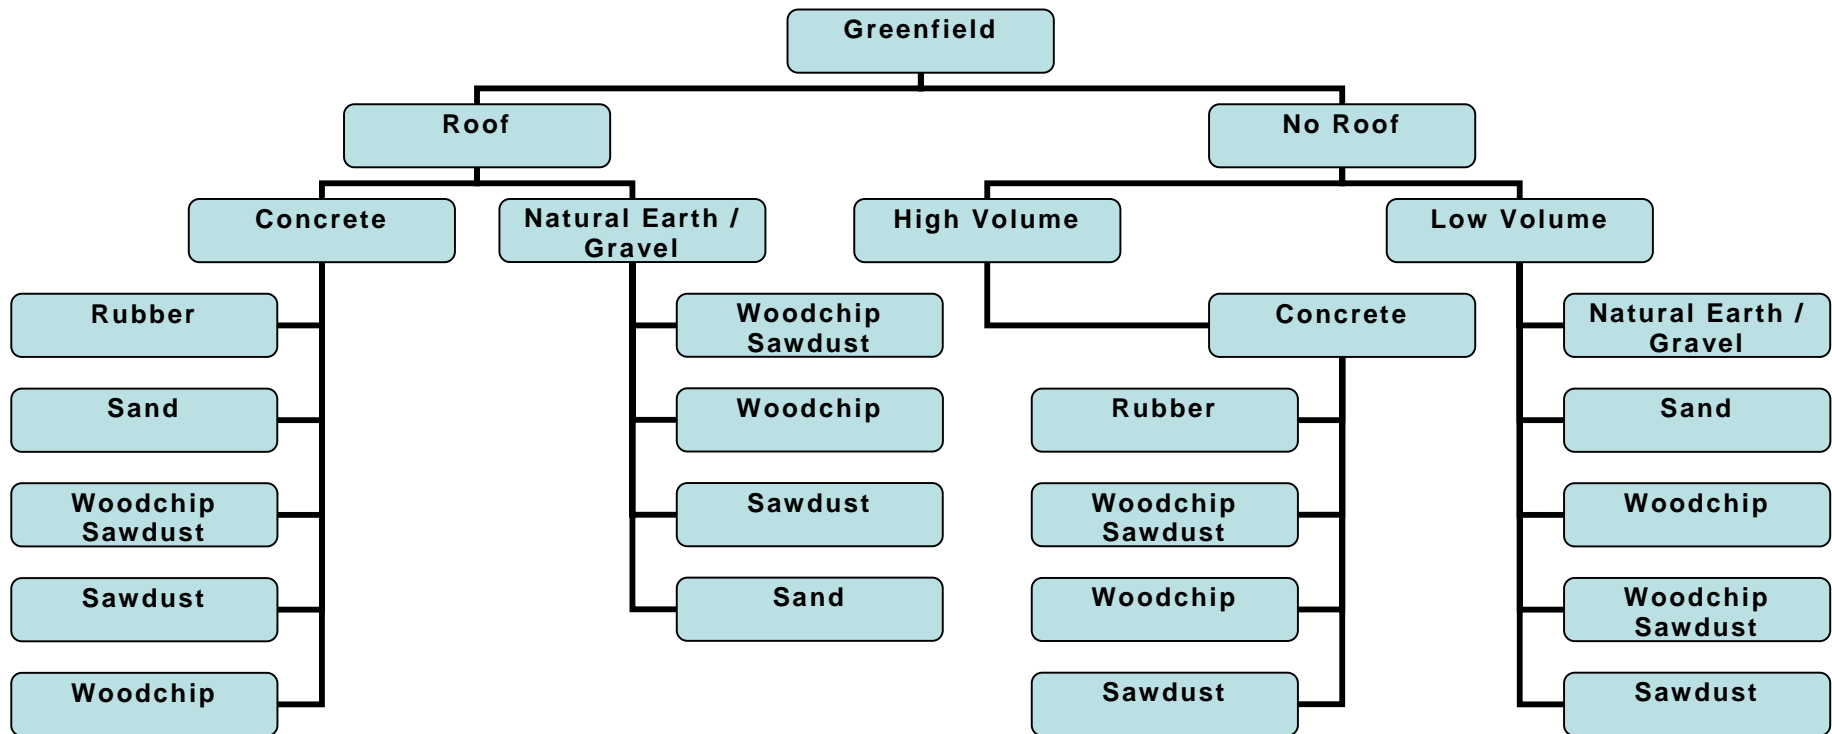 Greenfield
Roof
No Roof
Concrete
Natural Earth /
Gravel
High Volume
Low Volume
Rubber
Woodchip
Sawdust
Concrete
Natural Earth /
Gravel
Sand
Woodchip
Rubber
Sand
Woodchip
Sawdust
Sawdust
Woodchip
Sawdust
Woodchip
Sawdust
Sand
Woodchip
Woodchip
Sawdust
Woodchip
Sawdust
Sawdust